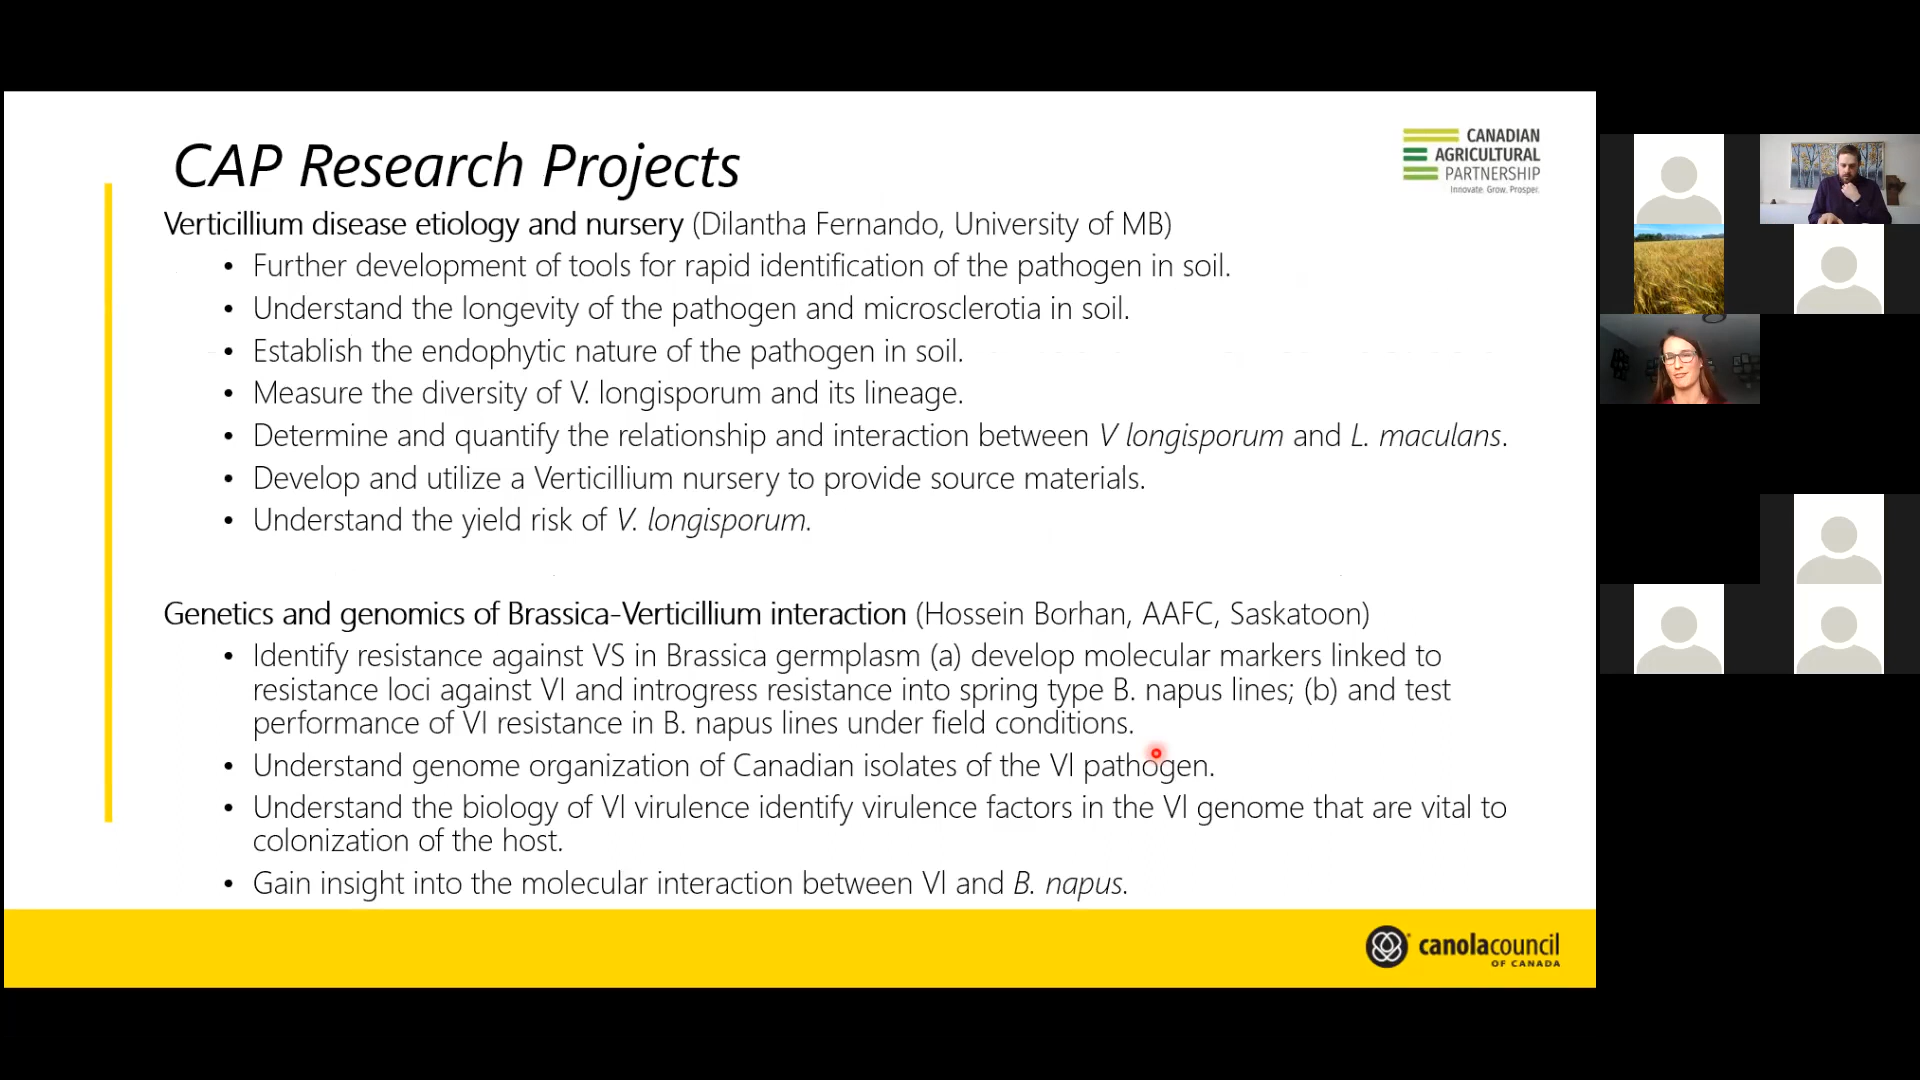 CAP Research Projects
CANADIAN
AGRICULTURAL
PARTNERSHIP
Innovate. Grow. Prosper.
Verticillium disease etiology and nursery (Dilantha Fernando, University of MB)
• Further development of tools for rapid identification of the pathogen in soil.
• Understand the longevity of the pathogen and microsclerotia in soil.
• Establish the endophytic nature of the pathogen in soil.
• Measure the diversity of V. longisporum and its lineage.
• Determine and quantify the relationship and interaction between V longisporum and L. maculans.
• Develop and utilize a Verticillium nursery to provide source materials.
• Understand the yield risk of V. longisporum.
Genetics and genomics of Brassica-Verticillium interaction (Hossein Borhan, AAFC, Saskatoon)
• Identify resistance against VS in Brassica germplasm (a) develop molecular markers linked to
resistance loci against VI and introgress resistance into spring type B. napus lines; (b) and test
performance of VI resistance in B. napus lines under field conditions.
• Understand genome organization of Canadian isolates of the Vl pathogen.
• Understand the biology of Vl virulence identify virulence factors in the Vl genome that are vital to
colonization of the host.
• Gain insight into the molecular interaction between Vl and B. napus.
canolacouncil
OF CANADA